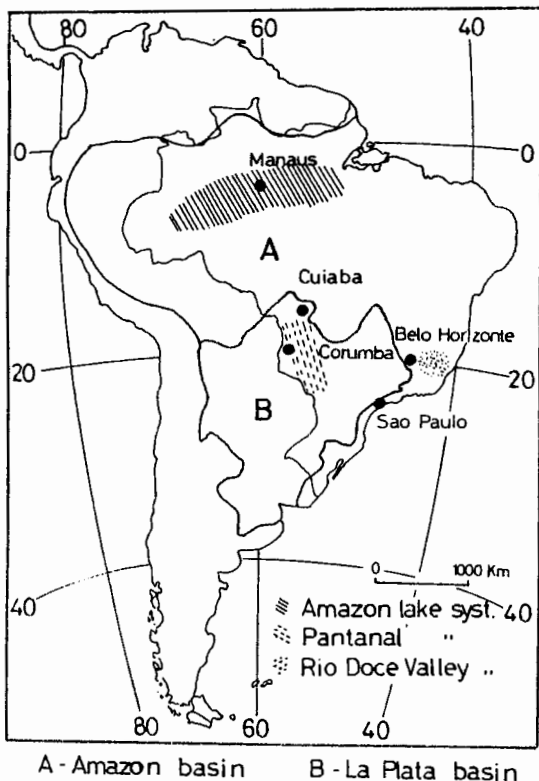 80 60 40
0 0
Manaus
A
Cuiaba
Belo Horizonte
Corumba
20 20
B
Sao Paulo
0 1000 Km
40 40
Amazon lake syst.
Pantanal "
Rio Doce Valley "
80 60 40
A - Amazon basin B - La Plata basin